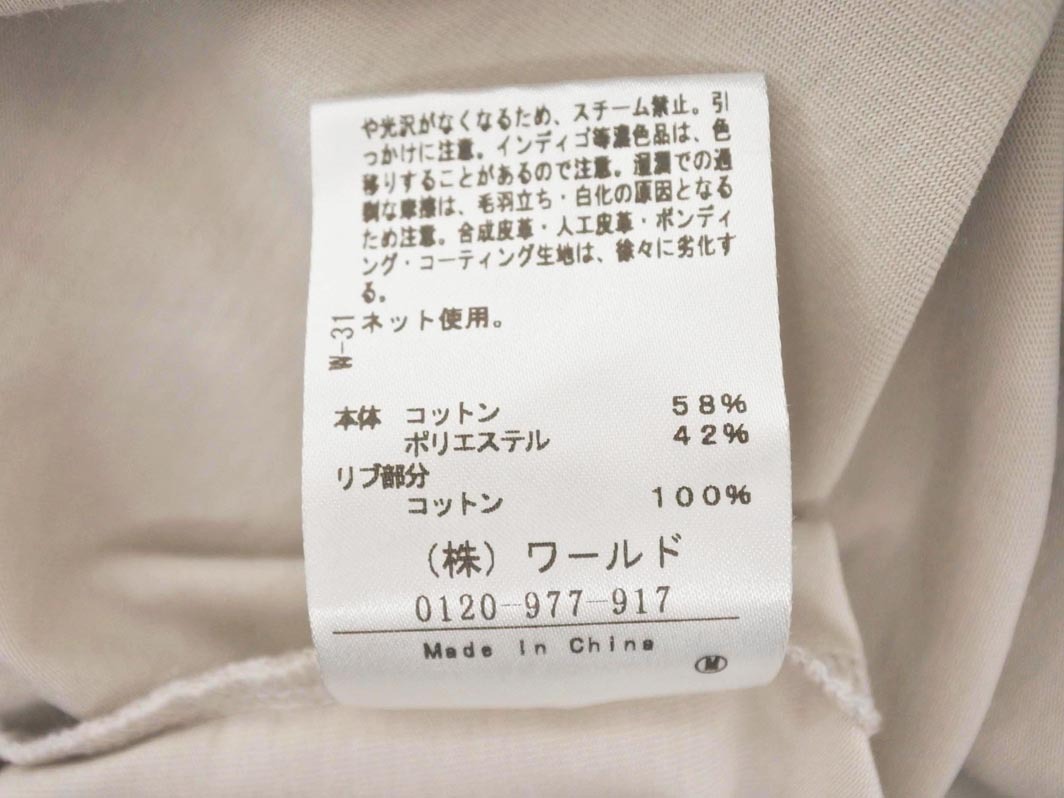 や光沢がなくなるため、スチーム禁止。引
っかけに注意。インディゴ等濃色品は、色
移りすることがあるので注意。湿潤での過
剰な摩擦は、毛羽立ち・白化の原因となる
ため注意。合成皮革・人工皮革・ボンディ
ング・コーティング生地は、徐々に劣化す
る。
ネット使用。
W-31
本体 コットン 58%
ポリエステル 42%
リブ部分
コットン 100%
(株) ワールド
0120-977-917
Made in China
M